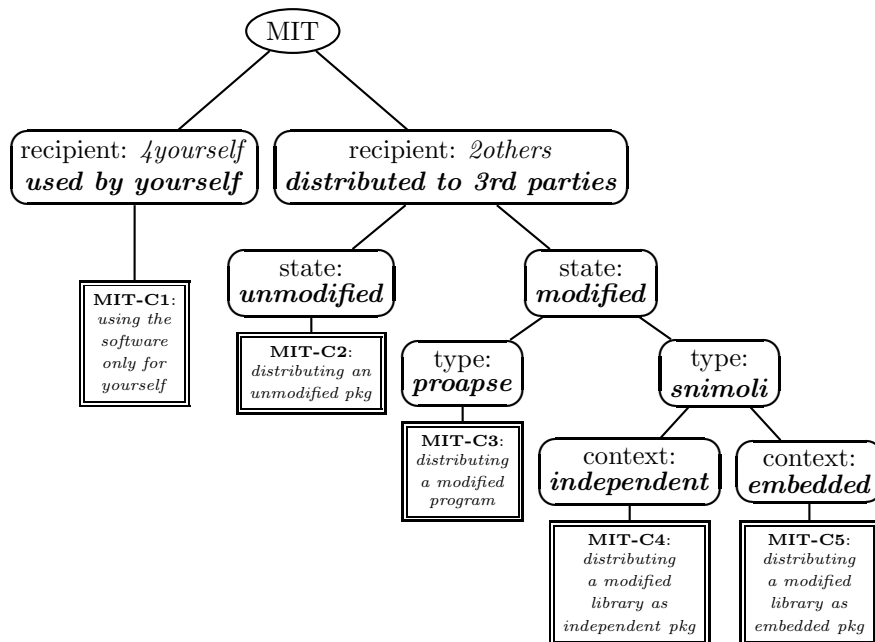 MIT
recipient: 4yourself
used by yourself
recipient: 2others
distributed to 3rd parties
MIT-C1:
using the
software
only for
yourself
state:
unmodified
state:
modified
MIT-C2:
distributing an
unmodified pkg
type:
proapse
type:
snimoli
MIT-C3:
distributing
a modified
program
context:
independent
context:
embedded
MIT-C4:
distributing
a modified
library as
independent pkg
MIT-C5:
distributing
a modified
library as
embedded pkg